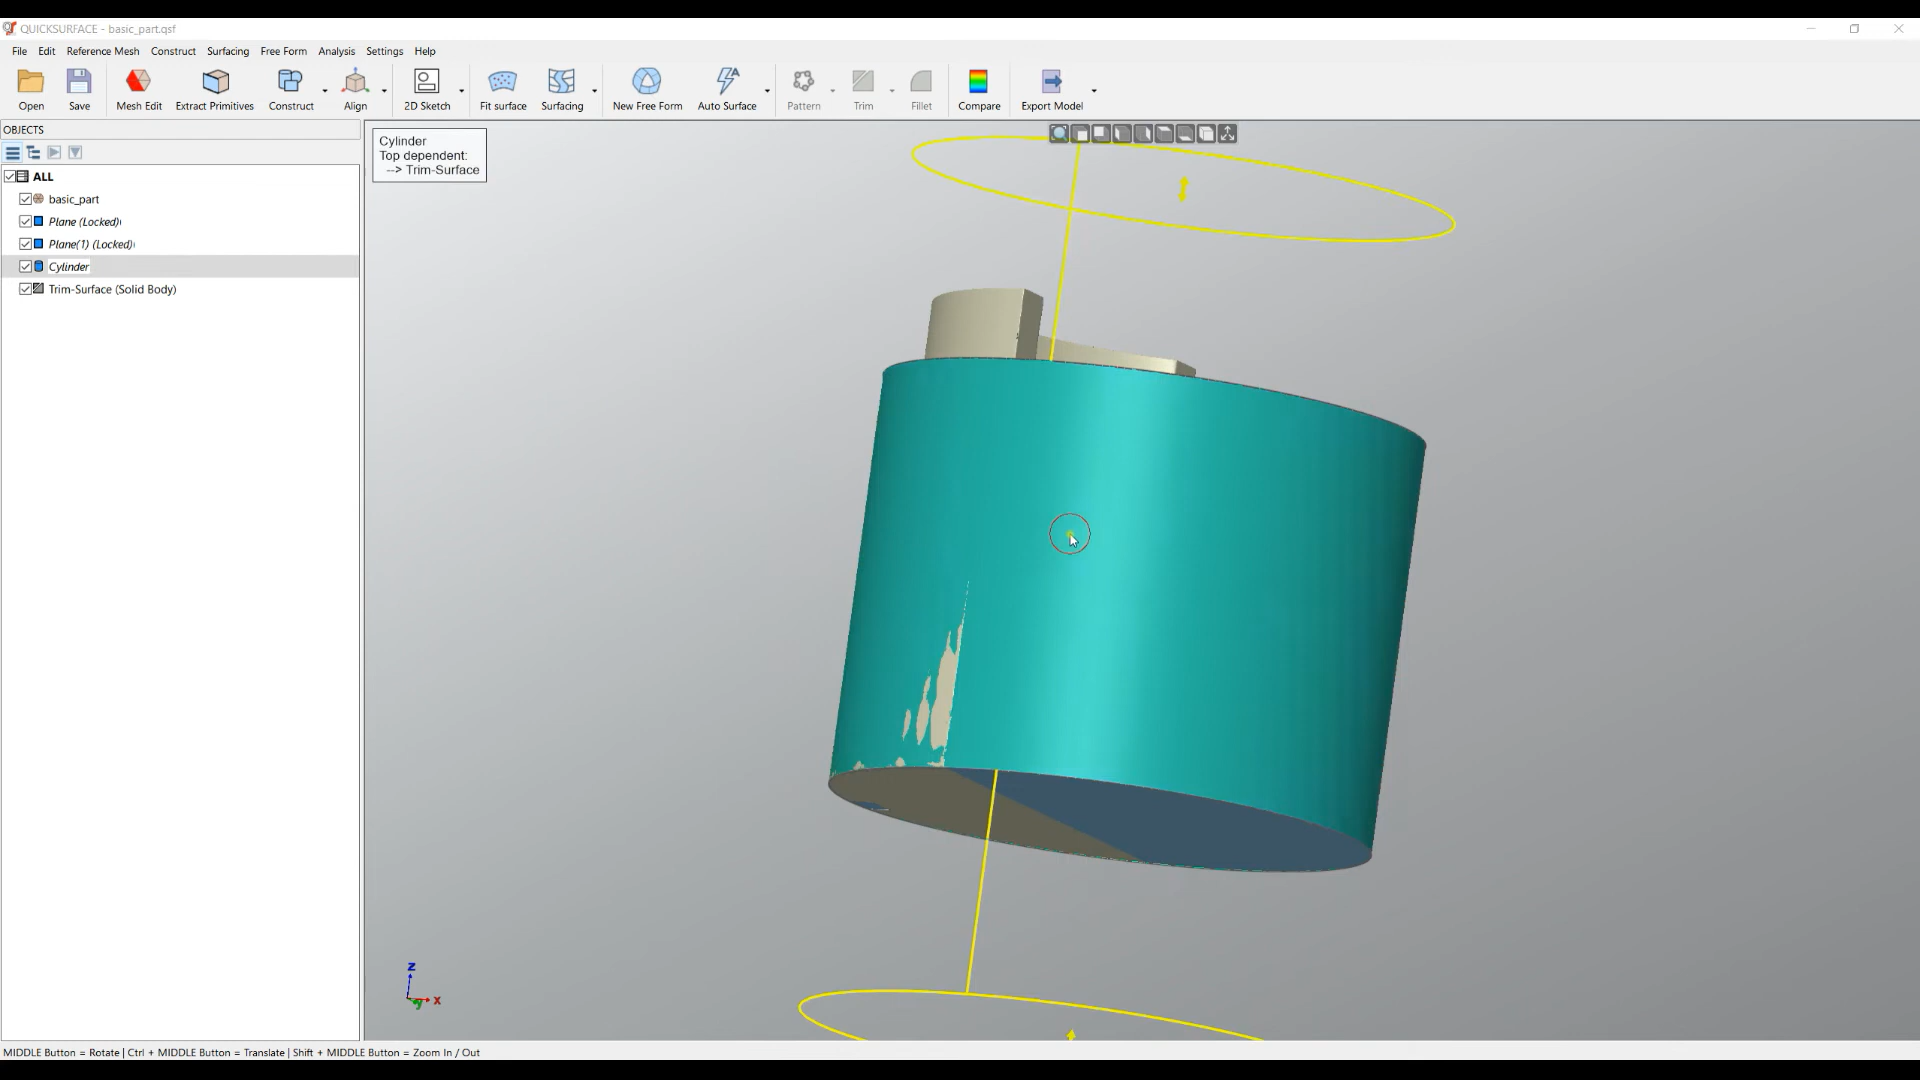 QUICKSURFACE - basic_part.qsf
File Edit Reference Mesh Construct Surfacing Free Form Analysis Settings Help
Open Save Mesh Edit Extract Primitives Construct Align 2D Sketch Fit surface Surfacing New Free Form Auto Surface Pattern Trim Fillet Compare Export Model
OBJECTS
ALL
basic_part
Plane (Locked)
Plane(1) (Locked)
Cylinder
Trim-Surface (Solid Body)
Cylinder
Top dependent:
--> Trim-Surface
z
x
y
MIDDLE Button = Rotate | Ctrl + MIDDLE Button = Translate | Shift + MIDDLE Button = Zoom In / Out